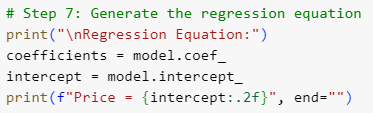 # Step 7: Generate the regression equation
print("\nRegression Equation:")
coefficients = model.coef_
intercept = model.intercept_
print(f"Price = {intercept:.2f}", end="")